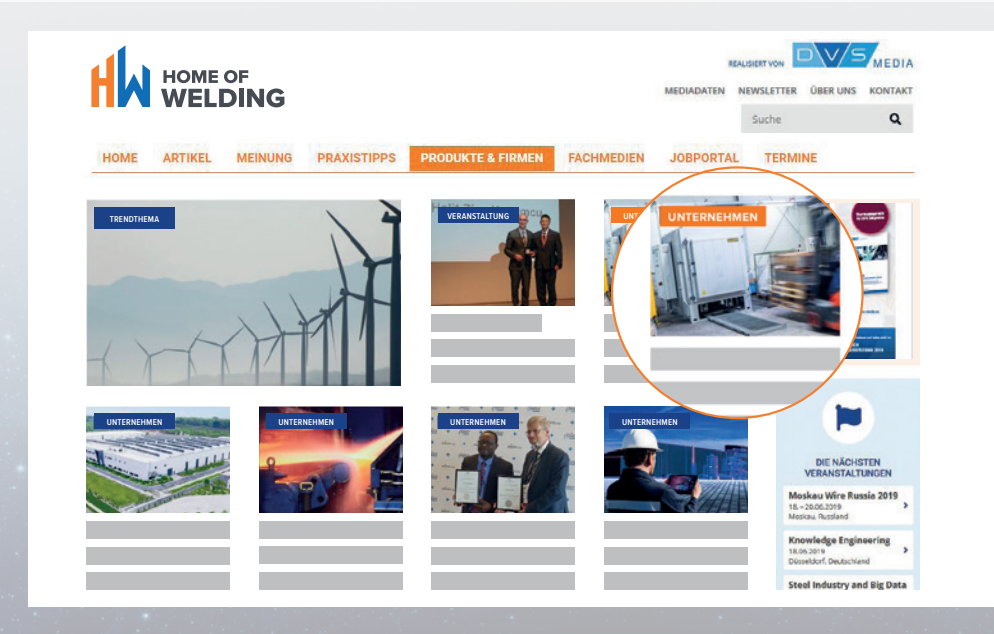 HOME OF
WELDING
REALISIERT VON DVS MEDIA
MEDIADATEN NEWSLETTER ÜBER UNS KONTAKT
Suche
HOME ARTIKEL MEINUNG PRAXISTIPPS PRODUKTE & FIRMEN FACHMEDIEN JOBPORTAL TERMINE
TRENDTHEMA
VERANSTALTUNG
UNT
UNTERNEHMEN
UNTERNEHMEN
UNTERNEHMEN
UNTERNEHMEN
UNTERNEHMEN
DIE NÄCHSTEN
VERANSTALTUNGEN
Moskau Wire Russia 2019
18. – 20.06.2019
Moskau, Russland
Knowledge Engineering
18.06.2019
Düsseldorf, Deutschland
Steel Industry and Big Data